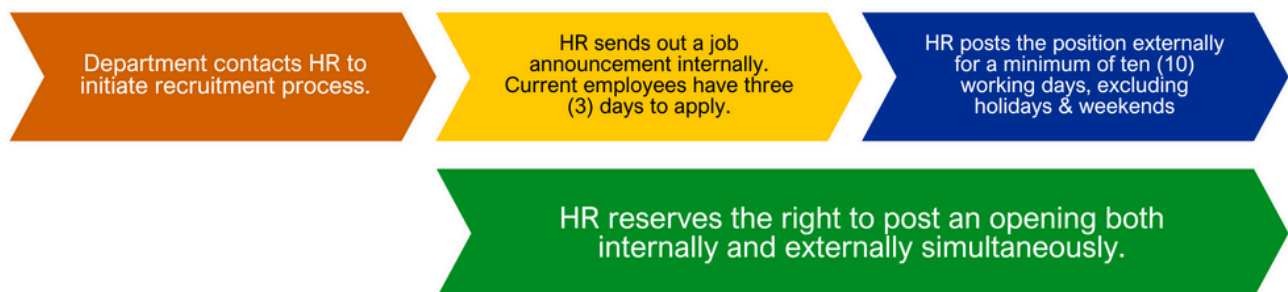 Department contacts HR to
initiate recruitment process.
HR sends out a job
announcement internally.
Current employees have three
(3) days to apply.
HR posts the position externally
for a minimum of ten (10)
working days, excluding
holidays & weekends
HR reserves the right to post an opening both
internally and externally simultaneously.